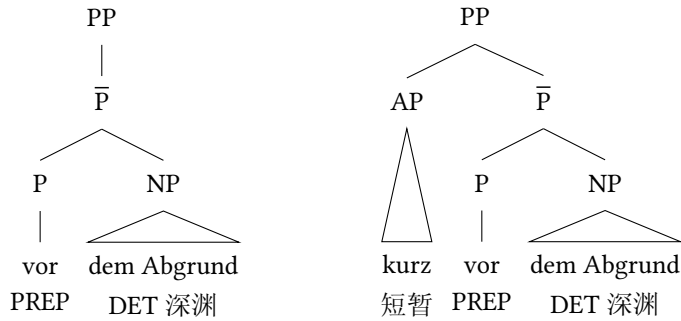 PP PP
P̅ AP P̅
P NP P NP
vor dem Abgrund kurz vor dem Abgrund
PREP DET 深渊 短暂 PREP DET 深渊